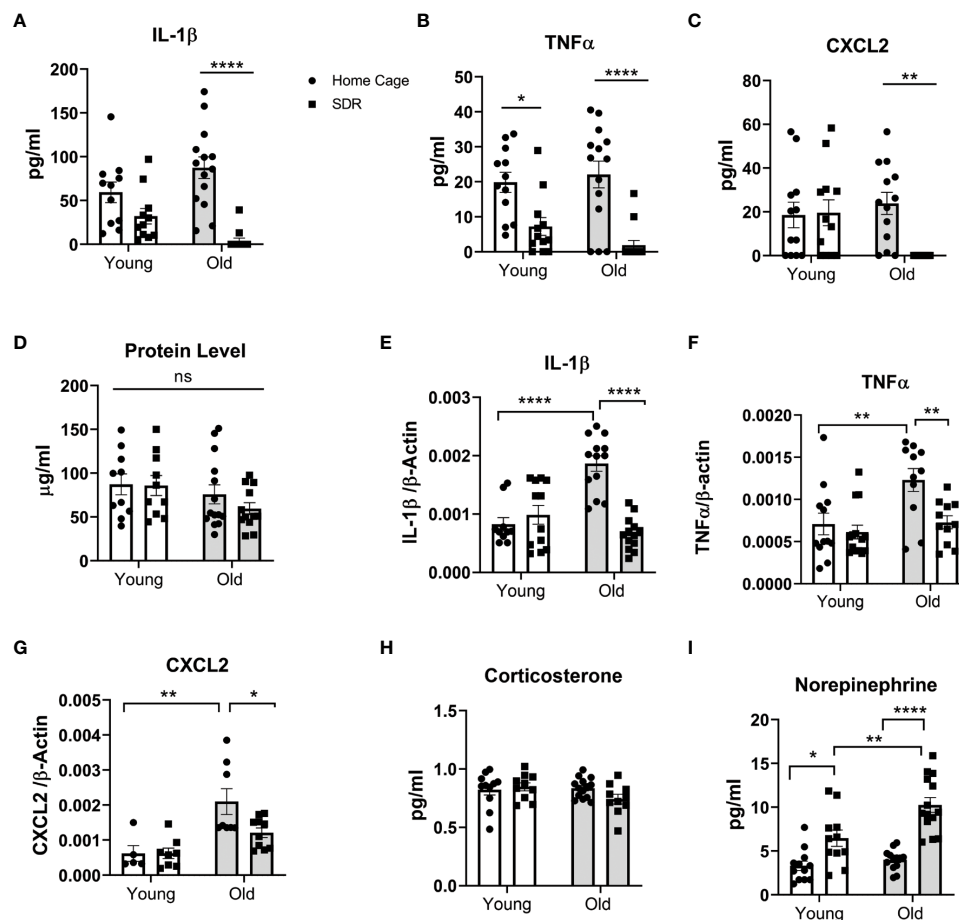 A
IL-1β
****
200
150
100
50
0
pg/ml
Young
Old
Home Cage
SDR
B
TNFα
*
****
50
40
30
20
10
0
pg/ml
Young
Old
C
CXCL2
**
80
60
40
20
0
pg/ml
Young
Old
D
Protein Level
ns
200
150
100
50
0
µg/ml
Young
Old
E
IL-1β
****
****
0.003
0.002
0.001
0.000
IL-1β /β-Actin
Young
Old
F
TNFα
**
**
0.0020
0.0015
0.0010
0.0005
0.0000
TNFα/β-actin
Young
Old
G
CXCL2
**
*
0.005
0.004
0.003
0.002
0.001
0.000
CXCL2 /β-Actin
Young
Old
H
Corticosterone
1.5
1.0
0.5
0.0
pg/ml
Young
Old
I
Norepinephrine
*
**
****
20
15
10
5
0
pg/ml
Young
Old